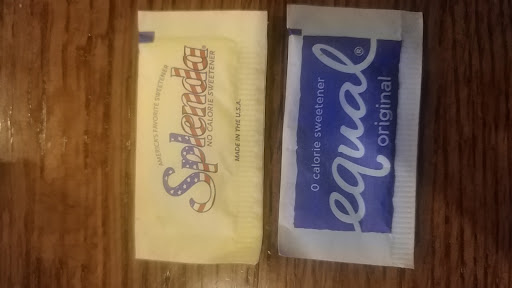 AMERICA'S FAVORITE SWEETENER
Splenda®
NO CALORIE SWEETENER
MADE IN THE U.S.A.
0 calorie sweetener
equal®
original